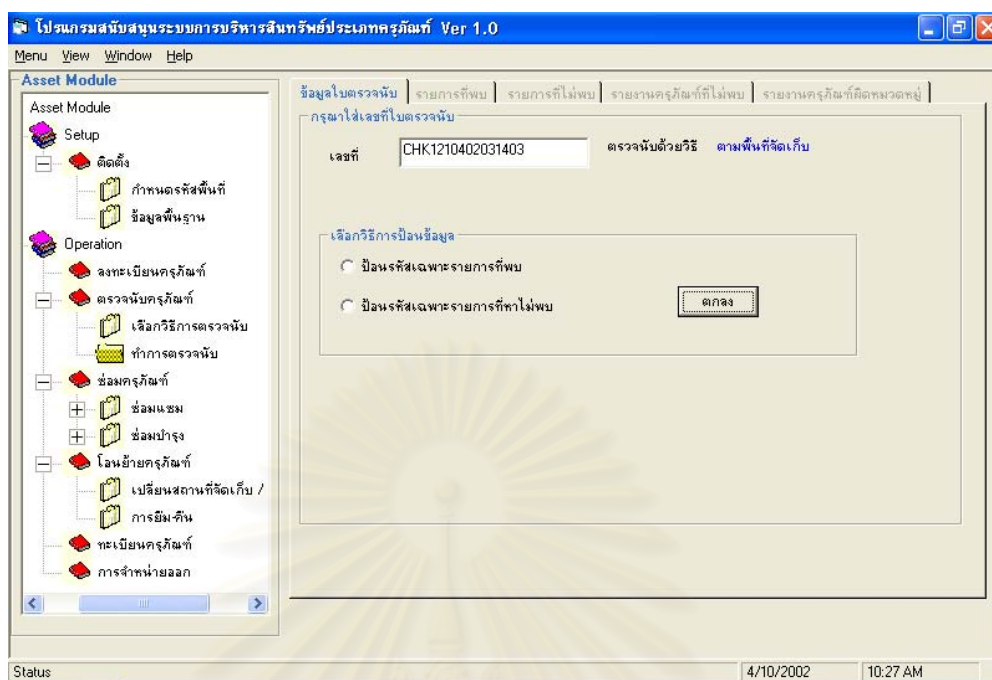 โปรแกรมสนับสนุนระบบการบริหารสินทรัพย์ประเภทครุภัณฑ์ Ver 1.0
Menu View Window Help
Asset Module
Asset Module
Setup
ติดตั้ง
กำหนดรหัสพื้นที่
ข้อมูลพื้นฐาน
Operation
ลงทะเบียนครุภัณฑ์
ตรวจนับครุภัณฑ์
เลือกวิธีการตรวจนับ
ทำการตรวจนับ
ซ่อมครุภัณฑ์
ซ่อมแซม
ซ่อมบำรุง
โอนย้ายครุภัณฑ์
เปลี่ยนสถานที่จัดเก็บ /
การยืม-คืน
ทะเบียนครุภัณฑ์
การจำหน่ายออก
ข้อมูลใบตรวจนับ รายการที่พบ รายการที่ไม่พบ รายงานครุภัณฑ์ที่ไม่พบ รายงานครุภัณฑ์ผิดหมวดหมู่
กรุณาใส่เลขที่ใบตรวจนับ
เลขที่ CHK1210402031403 ตรวจนับด้วยวิธี ตามพื้นที่จัดเก็บ
เลือกวิธีการป้อนข้อมูล
ป้อนรหัสเฉพาะรายการที่พบ
ป้อนรหัสเฉพาะรายการที่หาไม่พบ
ตกลง
Status 4/10/2002 10:27 AM